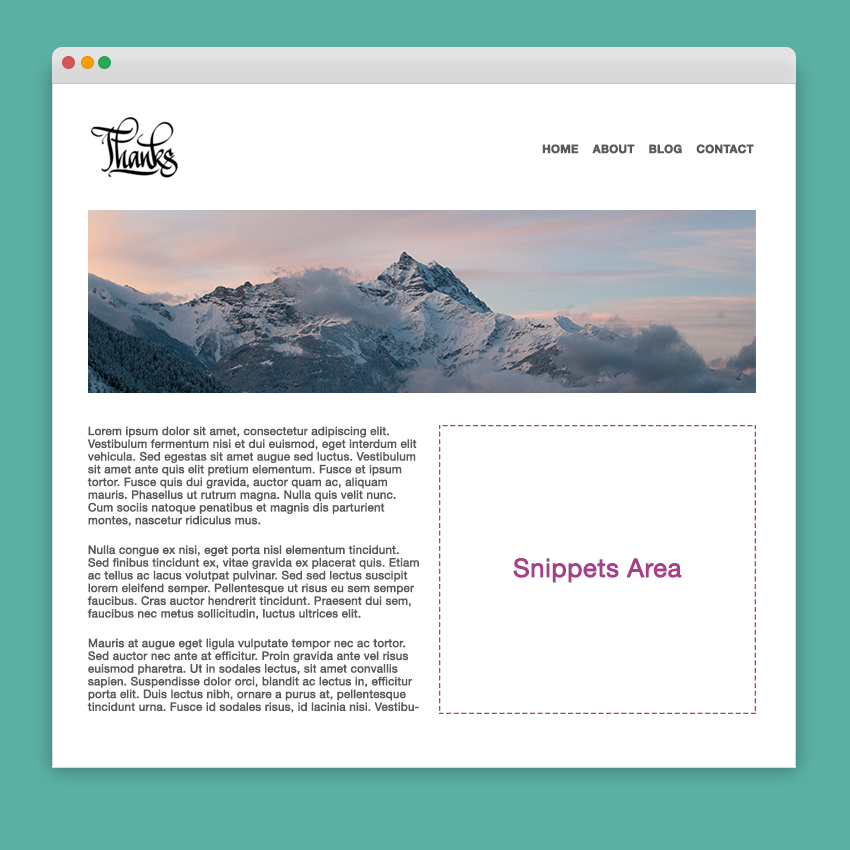 Thanks
HOME ABOUT BLOG CONTACT
Lorem ipsum dolor sit amet, consectetur adipiscing elit.
Vestibulum fermentum nisi et dui euismod, eget interdum elit
vehicula. Sed egestas sit amet augue sed luctus. Vestibulum
sit amet ante quis elit pretium elementum. Fusce et ipsum
tortor. Fusce quis dui gravida, auctor quam ac, aliquam
mauris. Phasellus ut rutrum magna. Nulla quis velit nunc.
Cum sociis natoque penatibus et magnis dis parturient
montes, nascetur ridiculus mus.
Nulla congue ex nisi, eget porta nisl elementum tincidunt.
Sed finibus tincidunt ex, vitae gravida ex placerat quis. Etiam
ac tellus ac lacus volutpat pulvinar. Sed sed lectus suscipit
lorem eleifend semper. Pellentesque ut risus eu sem semper
faucibus. Cras auctor hendrerit tincidunt. Praesent dui sem,
faucibus nec metus sollicitudin, luctus ultrices elit.
Mauris at augue eget ligula vulputate tempor nec ac tortor.
Sed auctor nec ante at efficitur. Proin gravida ante vel risus
euismod pharetra. Ut in sodales lectus, sit amet convallis
sapien. Suspendisse dolor orci, blandit ac lectus in, efficitur
porta elit. Duis lectus nibh, ornare a purus at, pellentesque
tincidunt urna. Fusce id sodales risus, id lacinia nisi. Vestibu-
Snippets Area